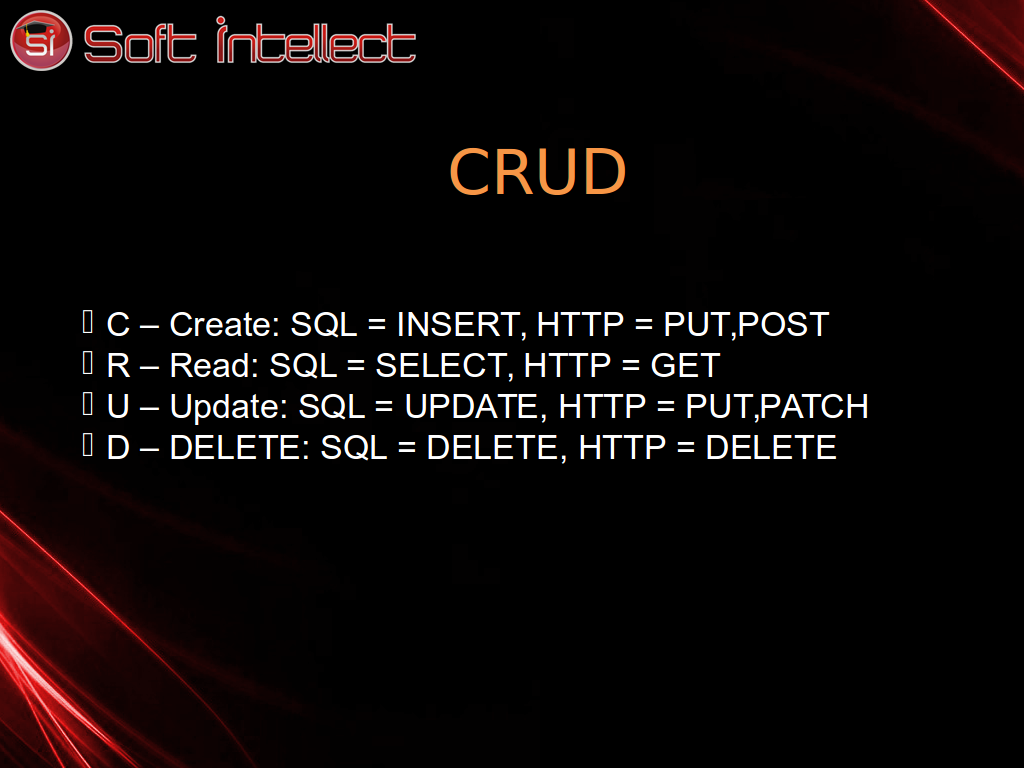 Si Soft Intellect
CRUD
C – Create: SQL = INSERT, HTTP = PUT,POST
R – Read: SQL = SELECT, HTTP = GET
U – Update: SQL = UPDATE, HTTP = PUT,PATCH
D – DELETE: SQL = DELETE, HTTP = DELETE